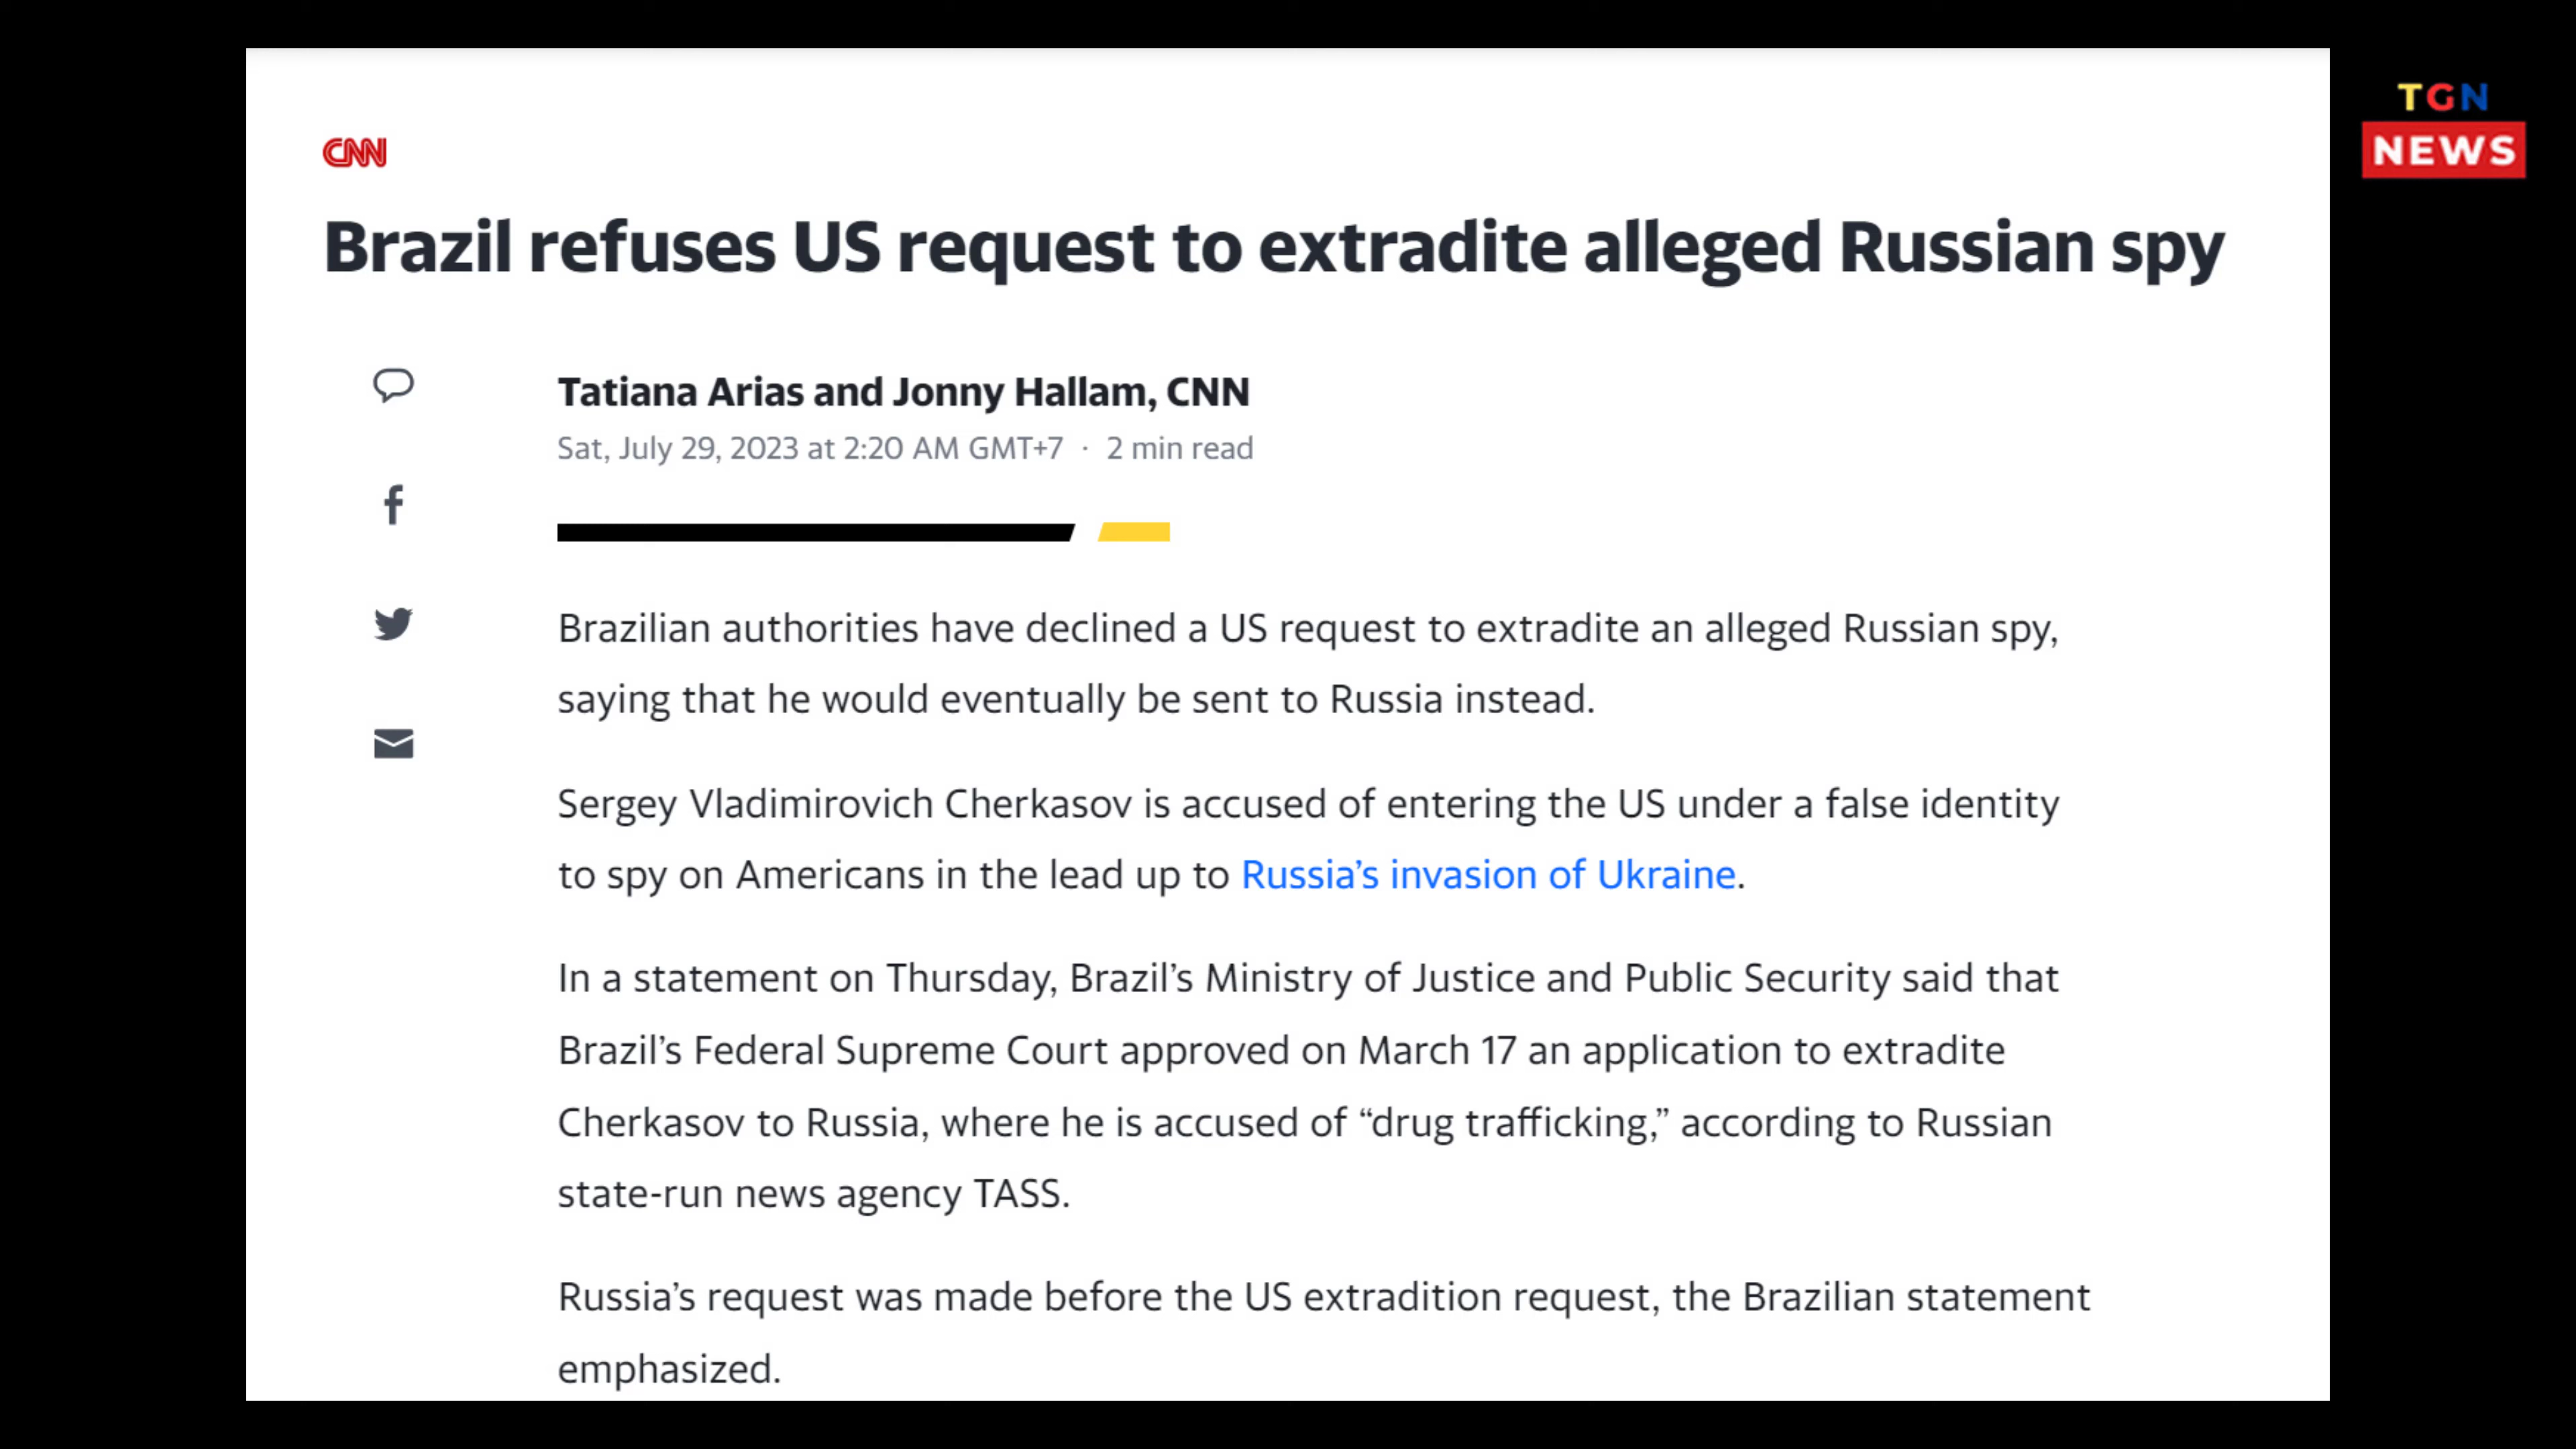 TGN
NEWS
CNN
Brazil refuses US request to extradite alleged Russian spy
Tatiana Arias and Jonny Hallam, CNN
Sat, July 29, 2023 at 2:20 AM GMT+7 · 2 min read
Brazilian authorities have declined a US request to extradite an alleged Russian spy,
saying that he would eventually be sent to Russia instead.
Sergey Vladimirovich Cherkasov is accused of entering the US under a false identity
to spy on Americans in the lead up to Russia’s invasion of Ukraine.
In a statement on Thursday, Brazil’s Ministry of Justice and Public Security said that
Brazil’s Federal Supreme Court approved on March 17 an application to extradite
Cherkasov to Russia, where he is accused of “drug trafficking,” according to Russian
state-run news agency TASS.
Russia’s request was made before the US extradition request, the Brazilian statement
emphasized.